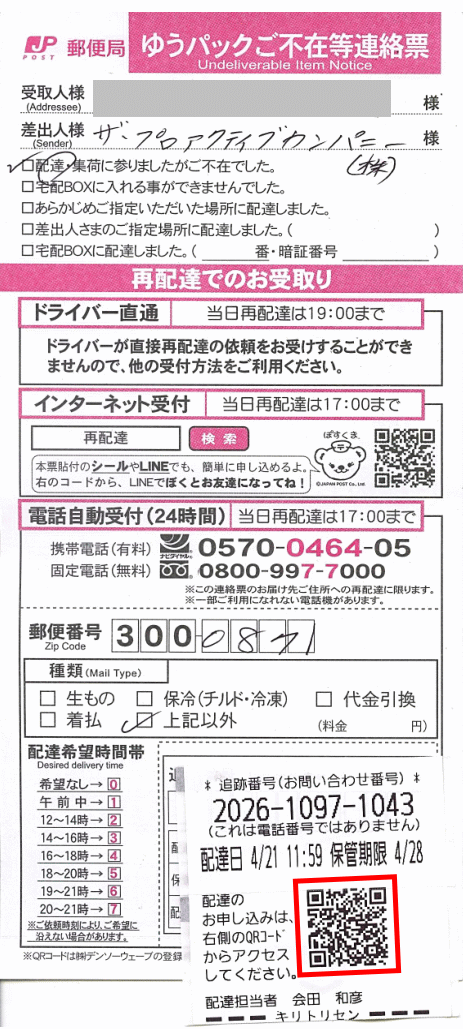 JP POST 郵便局 ゆうパックご不在等連絡票
Undeliverable Item Notice
受取人様 様
(Addressee)
差出人様 ザ・プロアクティブカンパニー 様
(Sender) (株)
□配達・集荷に参りましたがご不在でした。
□宅配BOXに入れる事ができませんでした。
□あらかじめご指定いただいた場所に配達しました。
□差出人さまのご指定場所に配達しました。( )
□宅配BOXに配達しました。( 番・暗証番号 )
再配達でのお受取り
ドライバー直通 当日再配達は19:00まで
ドライバーが直接再配達の依頼をお受けすることができ
ませんので、他の受付方法をご利用ください。
インターネット受付 当日再配達は17:00まで
再配達 検索 ぽすくま
本票貼付のシールやLINEでも、簡単に申し込めるよ。
右のコードから、LINEでぼくとお友達になってね!
©JAPAN POST Co., Ltd.
電話自動受付(24時間) 当日再配達は17:00まで
携帯電話(有料) ナビダイヤル 0570-0464-05
固定電話(無料) 0800-997-7000
※この連絡票のお届け先ご住所への再配達に限ります。
※一部ご利用になれない電話機があります。
郵便番号 300-0871
Zip Code
種類(Mail Type)
□ 生もの □ 保冷(チルド・冷凍) □ 代金引換
□ 着払 □ 上記以外 (料金 円)
配達希望時間帯
Desired delivery time
希望なし→0
午前中→1
12〜14時→2
14〜16時→3
16〜18時→4
18〜20時→5
19〜21時→6
20〜21時→7
※ご依頼時刻により、ご希望に
沿えない場合があります。
※QRコードは㈱デンソーウェーブの登録
* 追跡番号(お問い合わせ番号) *
2026-1097-1043
(これは電話番号ではありません)
配達日 4/21 11:59 保管期限 4/28
配達の
お申し込みは、
右側のQRコード
からアクセス
してください。
配達担当者 会田 和彦
キリトリセン